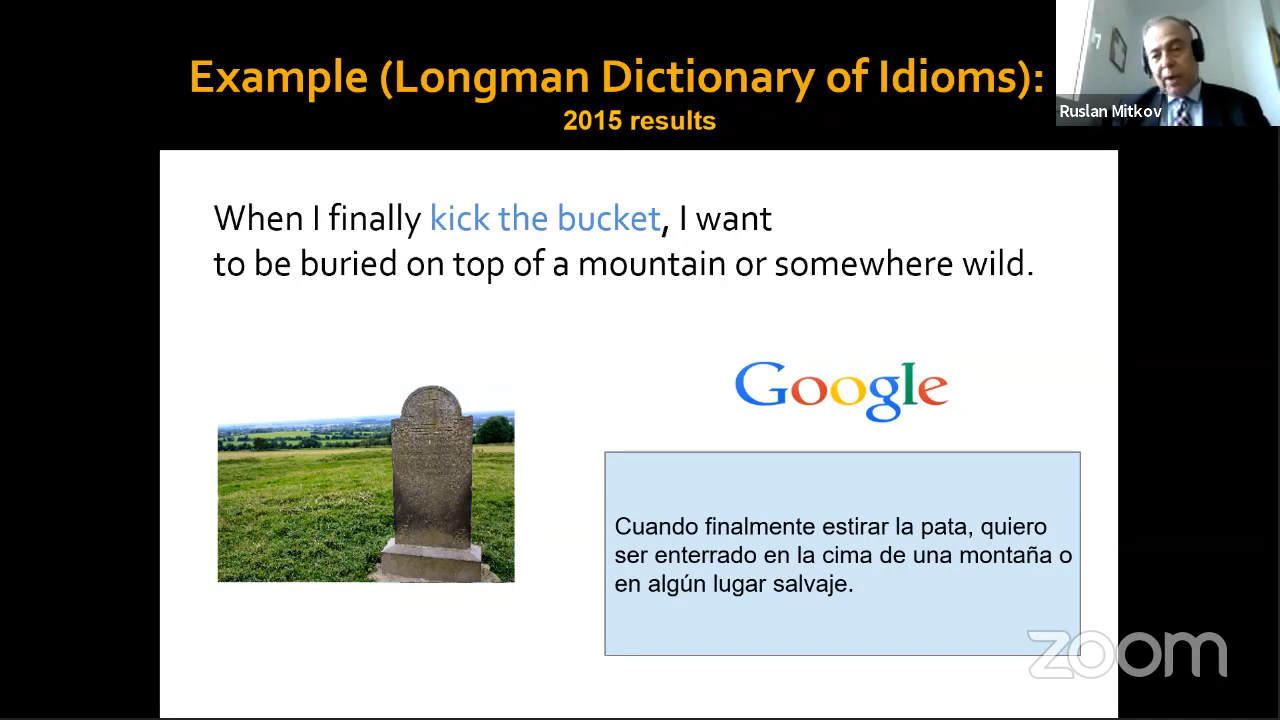 Example (Longman Dictionary of Idioms):
2015 results
Ruslan Mitkov
When I finally kick the bucket, I want
to be buried on top of a mountain or somewhere wild.
Google
Cuando finalmente estirar la pata, quiero
ser enterrado en la cima de una montaña o
en algún lugar salvaje.
zoom